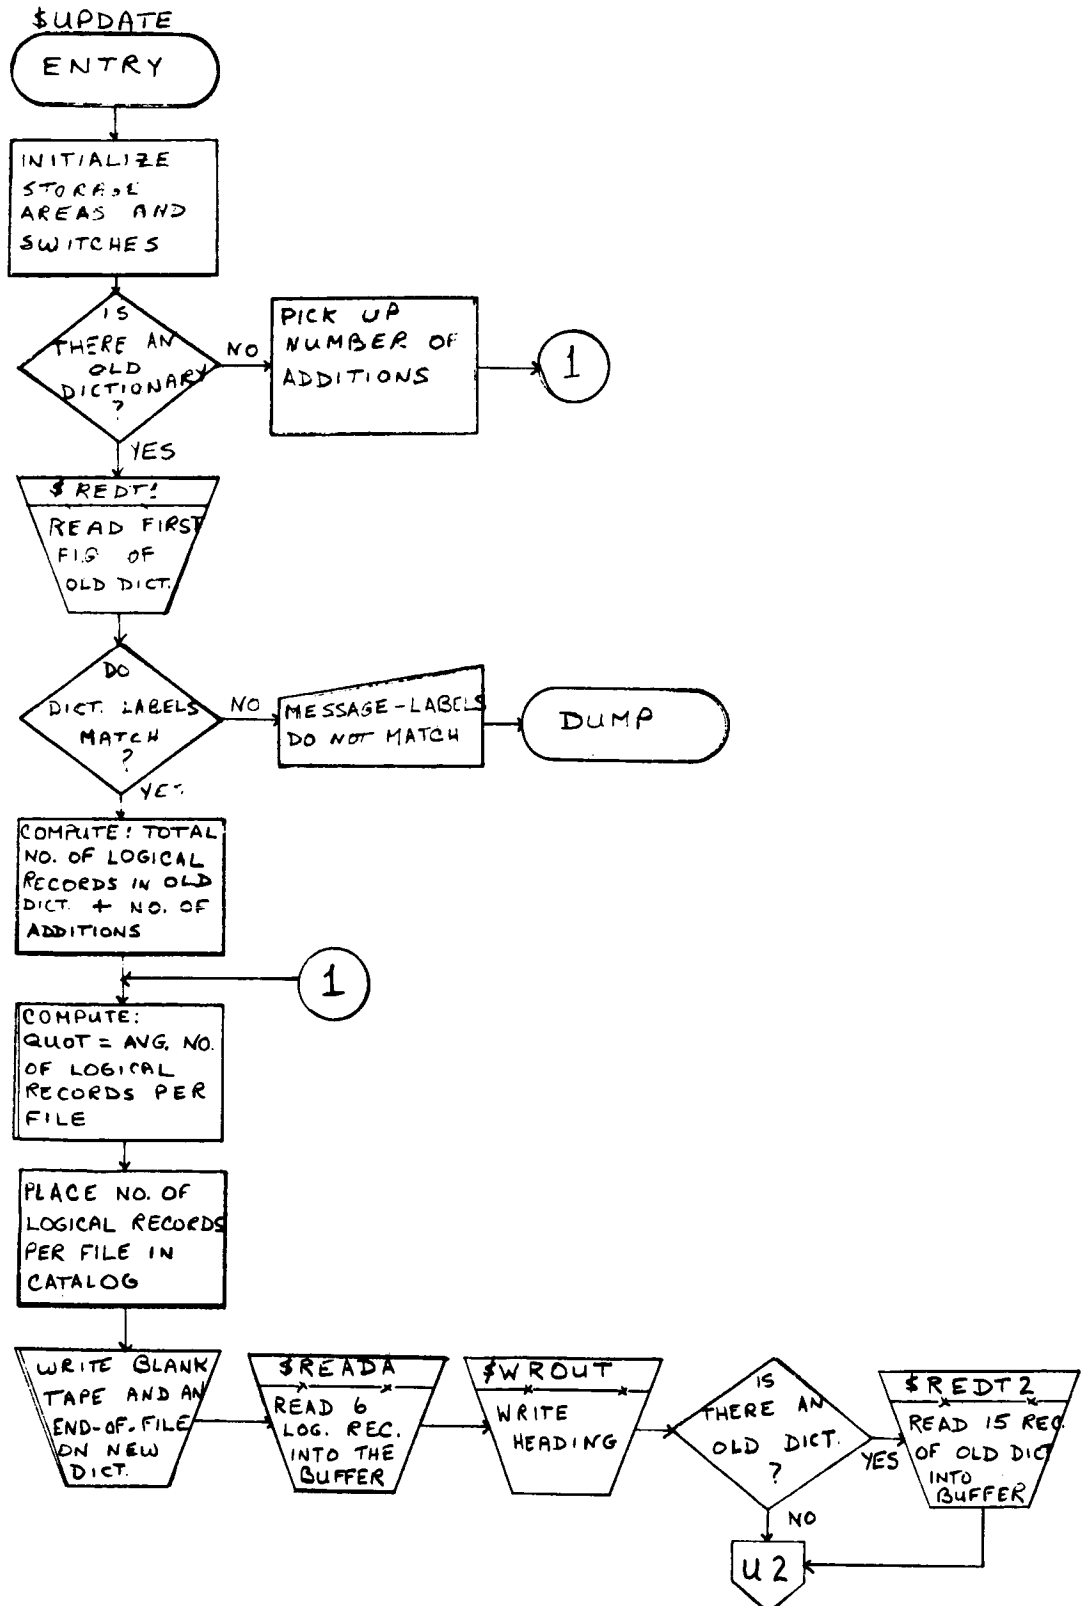 $UPDATE
ENTRY
INITIALIZE
STORAGE
AREAS AND
SWITCHES
IS
THERE AN
OLD
DICTIONARY
?
NO
PICK UP
NUMBER OF
ADDITIONS
1
YES
$REDT!
READ FIRST
FIG OF
OLD DICT.
DO
DICT. LABELS
MATCH
?
NO
MESSAGE-LABELS
DO NOT MATCH
DUMP
YES
COMPUTE: TOTAL
NO. OF LOGICAL
RECORDS IN OLD
DICT. + NO. OF
ADDITIONS
1
COMPUTE:
QUOT = AVG. NO.
OF LOGICAL
RECORDS PER
FILE
PLACE NO. OF
LOGICAL RECORDS
PER FILE IN
CATALOG
WRITE BLANK
TAPE AND AN
END-OF-FILE
ON NEW
DICT.
$READA
READ 6
LOG. REC.
INTO THE
BUFFER
$WROUT
WRITE
HEADING
IS
THERE AN
OLD DICT.
?
YES
NO
$REDT2
READ 15 REC.
OF OLD DICT
INTO
BUFFER
U2